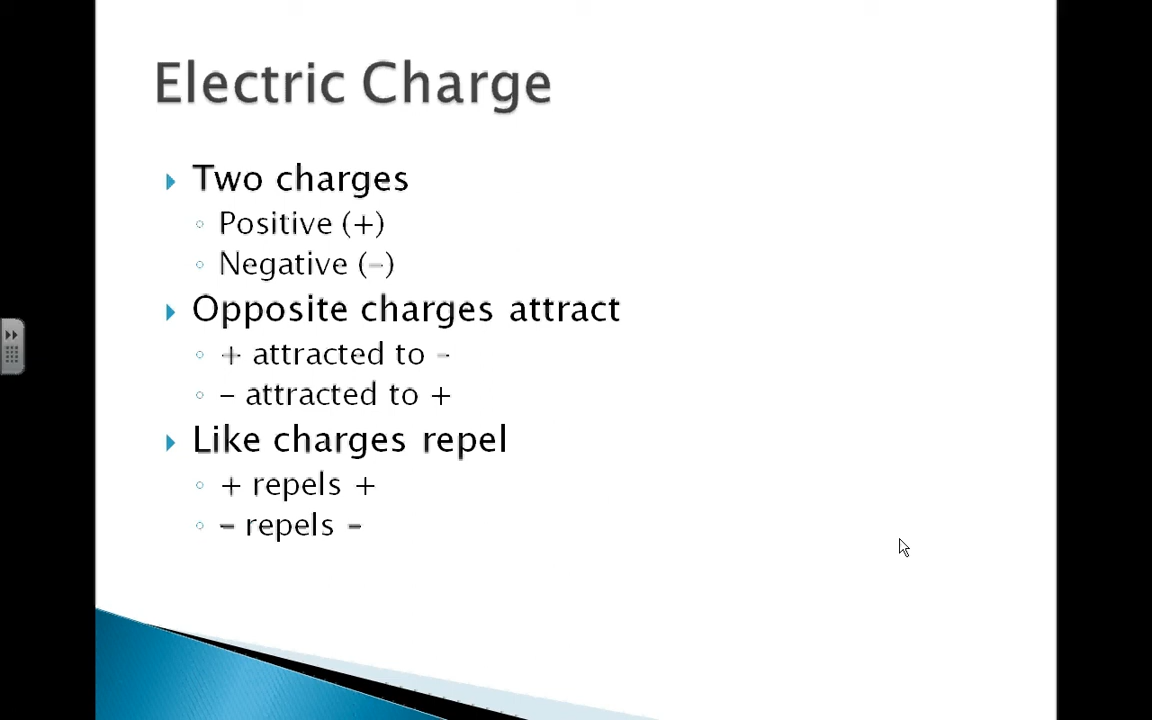 Electric Charge
Two charges
Positive (+)
Negative (–)
Opposite charges attract
+ attracted to -
– attracted to +
Like charges repel
+ repels +
– repels –